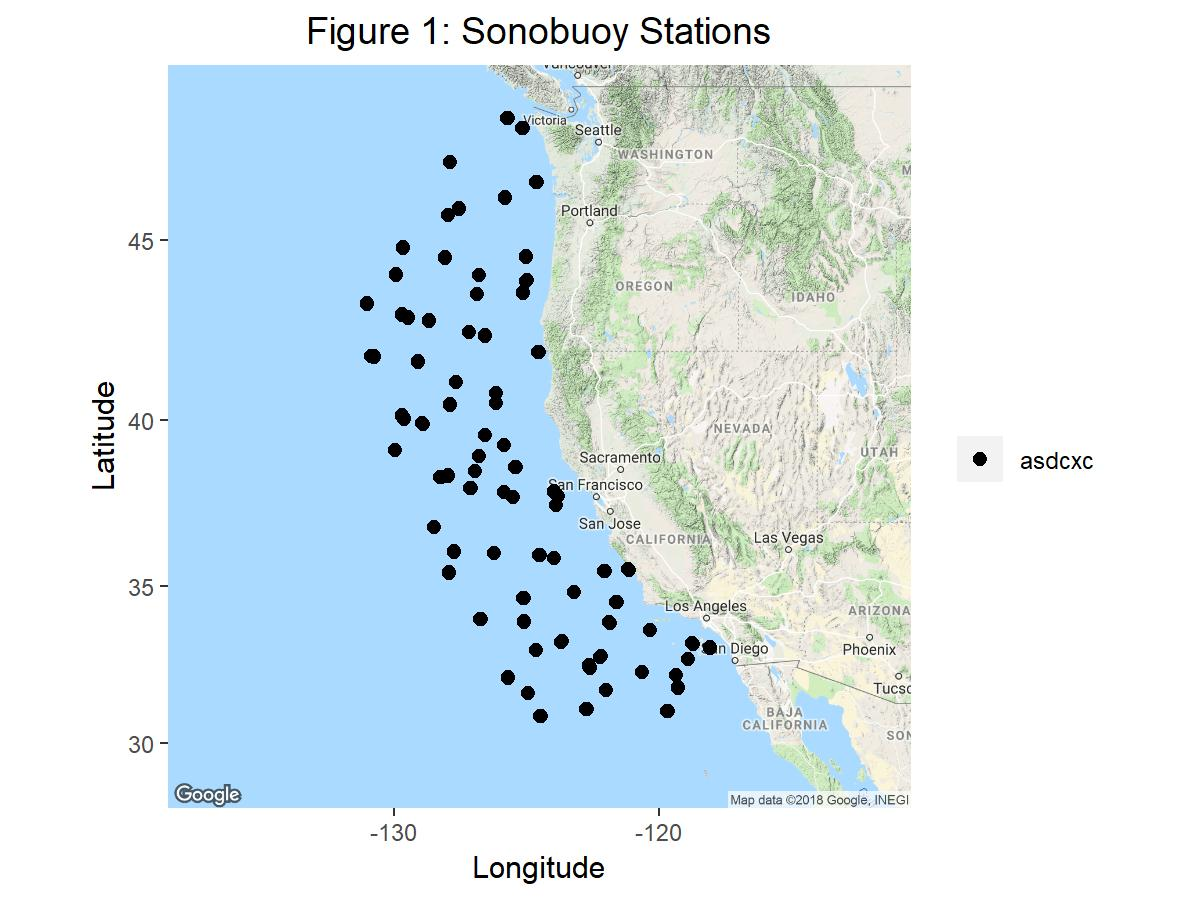 Figure 1: Sonobuoy Stations
Vancouver
Victoria
Seattle
WASHINGTON
M
Portland
45
OREGON
IDAHO
40
NEVADA
UTAH
Sacramento
San Francisco
San Jose
CALIFORNIA
Las Vegas
35
Los Angeles
ARIZONA
San Diego
Phoenix
Tucso
BAJA
CALIFORNIA
SON
30
Google
Map data ©2018 Google, INEGI
-130
-120
Longitude
Latitude
asdcxc